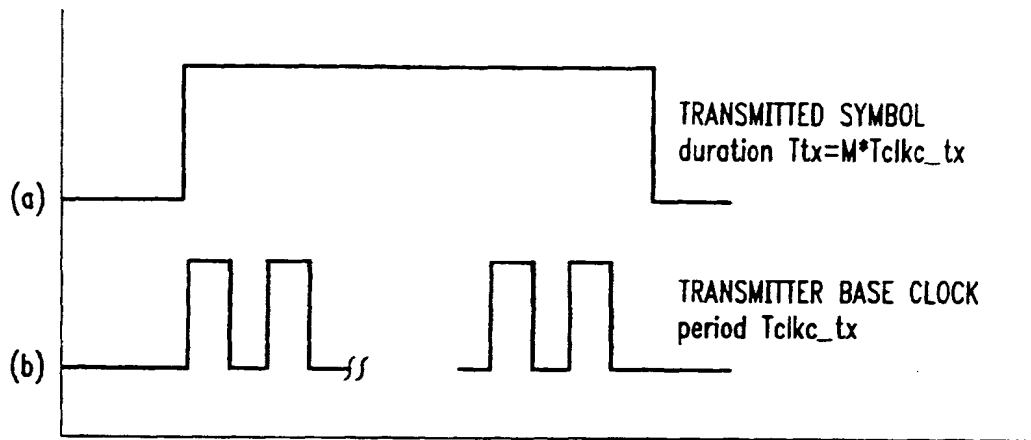 TRANSMITTED SYMBOL
duration Ttx=M*Tclkc_tx
(a)
TRANSMITTER BASE CLOCK
period Tclkc_tx
(b)